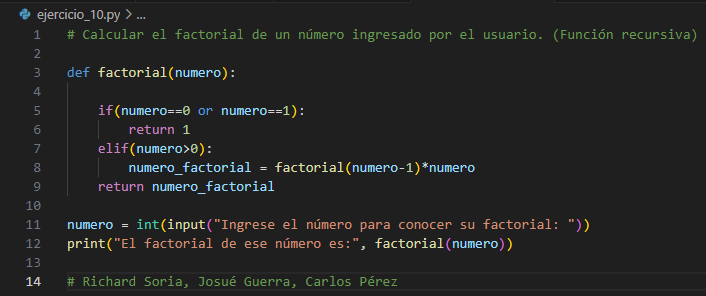 ejercicio_10.py > ...
1 # Calcular el factorial de un número ingresado por el usuario. (Función recursiva)
2
3 def factorial(numero):
4
5     if(numero==0 or numero==1):
6         return 1
7     elif(numero>0):
8         numero_factorial = factorial(numero-1)*numero
9     return numero_factorial
10
11 numero = int(input("Ingrese el número para conocer su factorial: "))
12 print("El factorial de ese número es:", factorial(numero))
13
14 # Richard Soria, Josué Guerra, Carlos Pérez